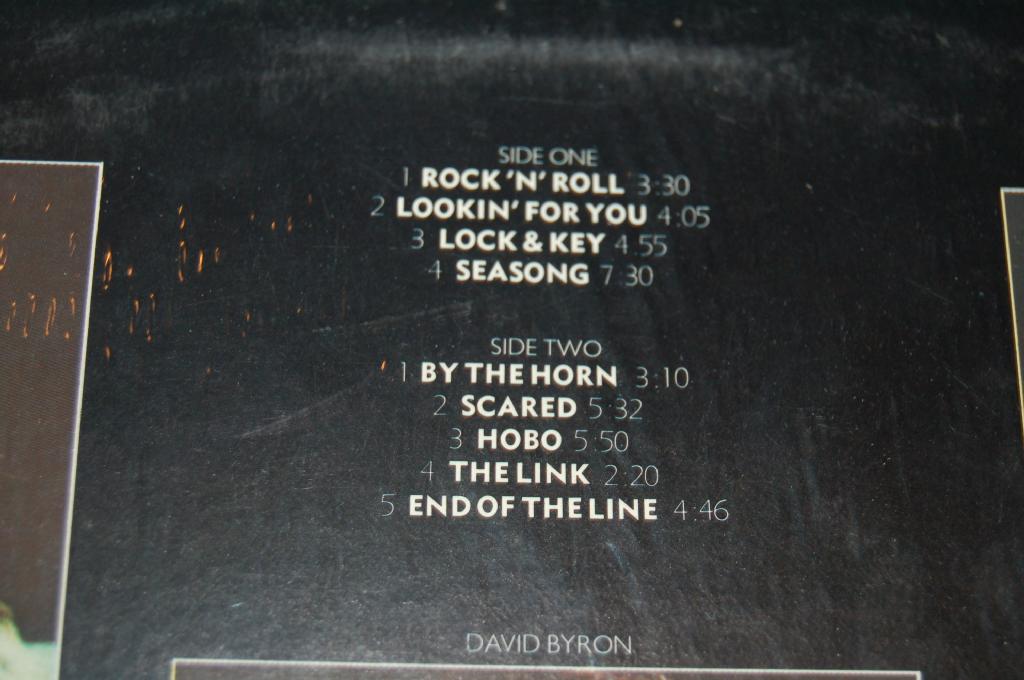 SIDE ONE
1 ROCK 'N' ROLL 3:30
2 LOOKIN' FOR YOU 4:05
3 LOCK & KEY 4:55
4 SEASONG 7:30
SIDE TWO
1 BY THE HORN 3:10
2 SCARED 5:32
3 HOBO 5:50
4 THE LINK 2:20
5 END OF THE LINE 4:46
DAVID BYRON